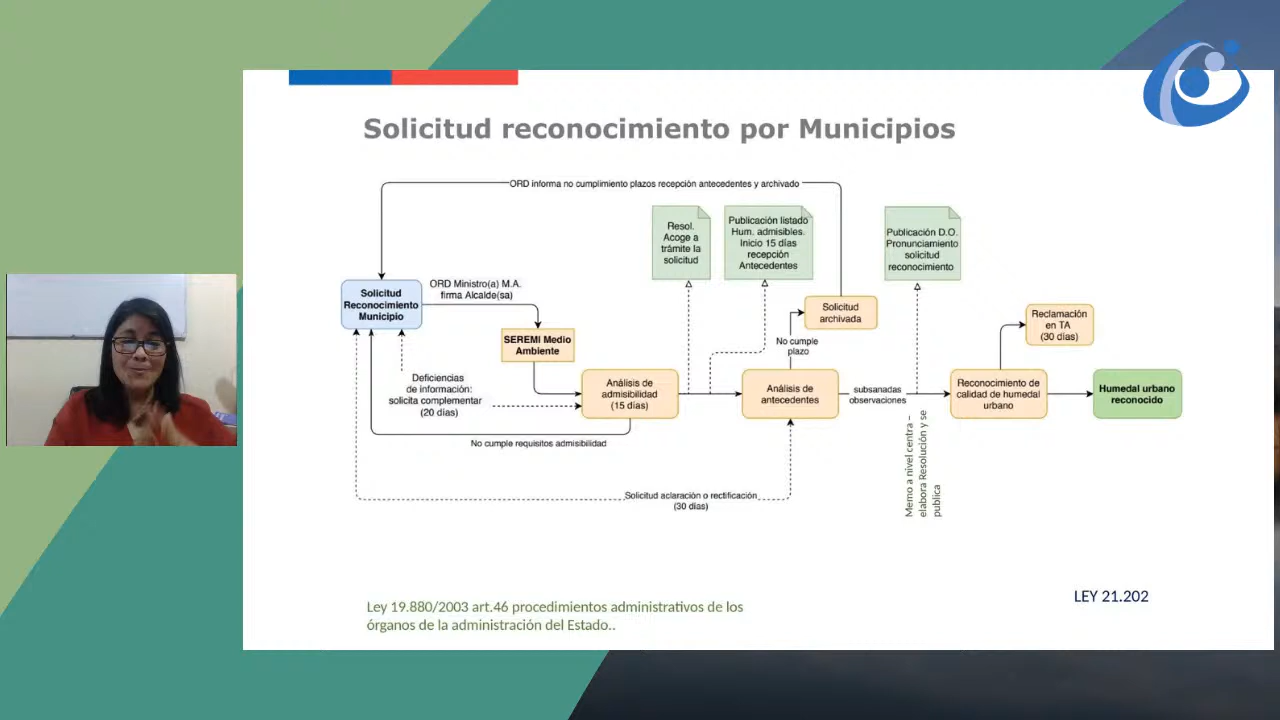 Solicitud reconocimiento por Municipios
ORD informa no cumplimiento plazos recepción antecedentes y archivado
Resol.
Acoge a
trámite la
solicitud
Publicación listado
Hum. admisibles.
Inicio 15 días
recepción
Antecedentes
Publicación D.O.
Pronunciamiento
solicitud
reconocimiento
Solicitud
Reconocimiento
Municipio
ORD Ministro(a) M.A.
firma Alcalde(sa)
SEREMI Medio
Ambiente
Solicitud
archivada
No cumple
plazo
Reclamación
en TA
(30 días)
Deficiencias
de información:
solicita complementar
(20 días)
Análisis de
admisibilidad
(15 días)
Análisis de
antecedentes
subsanadas
observaciones
Reconocimiento de
calidad de humedal
urbano
Humedal urbano
reconocido
No cumple requisitos admisibilidad
Memo a nivel centra –
elabora Resolución y se
publica
Solicitud aclaración o rectificación
(30 días)
LEY 21.202
Ley 19.880/2003 art.46 procedimientos administrativos de los
órganos de la administración del Estado..